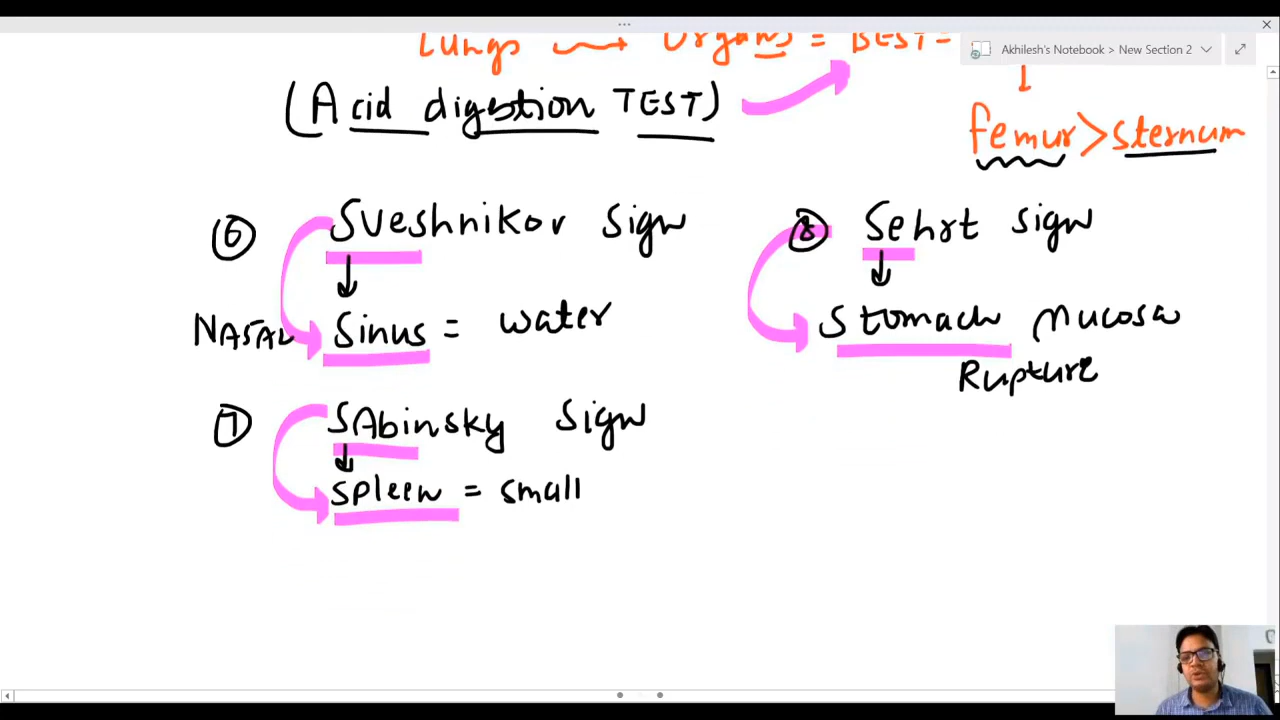 Akhilesh's Notebook > New Section 2
Lungs → Organs = BEST =
(Acid digestion TEST)
femur > sternum
⑥ Sveshnikov Sign
↓
NASAL Sinus = water
⑦ SAbinsky Sign
↓
Spleen = small
⑧ Sehrt Sign
↓
Stomach Mucosa
Rupture